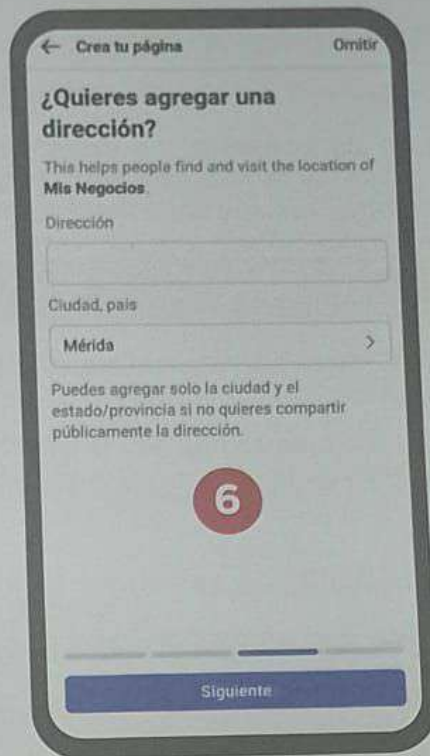 ← Crea tu página Omitir
¿Quieres agregar una
dirección?
This helps people find and visit the location of
Mis Negocios.
Dirección
Ciudad, país
Mérida >
Puedes agregar solo la ciudad y el
estado/provincia si no quieres compartir
públicamente la dirección.
6
Siguiente